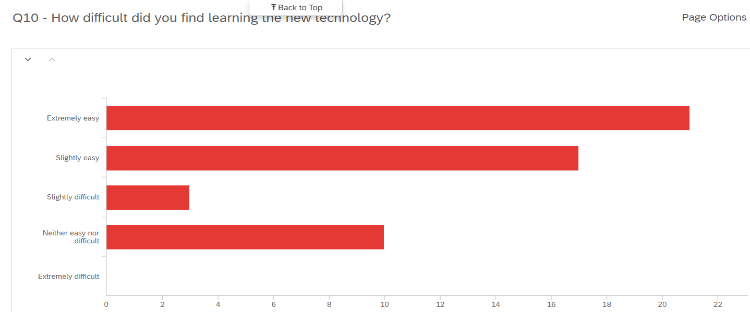 Back to Top
Q10 - How difficult did you find learning the new technology?
Page Options
Extremely easy
Slightly easy
Slightly difficult
Neither easy nor
difficult
Extremely difficult
0 2 4 6 8 10 12 14 16 18 20 22